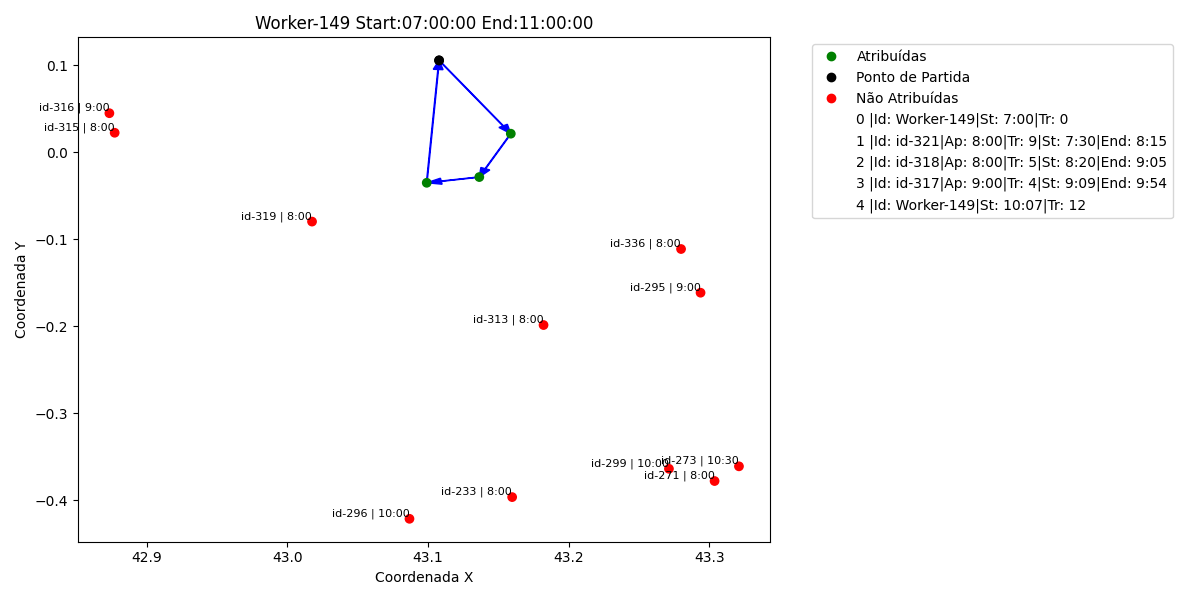 Worker-149 Start:07:00:00 End:11:00:00
Atribuídas
Ponto de Partida
Não Atribuídas
0 |Id: Worker-149|St: 7:00|Tr: 0
1 |Id: id-321|Ap: 8:00|Tr: 9|St: 7:30|End: 8:15
2 |Id: id-318|Ap: 8:00|Tr: 5|St: 8:20|End: 9:05
3 |Id: id-317|Ap: 9:00|Tr: 4|St: 9:09|End: 9:54
4 |Id: Worker-149|St: 10:07|Tr: 12
Coordenada Y
0.1
0.0
−0.1
−0.2
−0.3
−0.4
id-316 | 9:00
id-315 | 8:00
id-319 | 8:00
id-336 | 8:00
id-295 | 9:00
id-313 | 8:00
id-299 | 10:00
id-273 | 10:30
id-271 | 8:00
id-233 | 8:00
id-296 | 10:00
42.9
43.0
43.1
43.2
43.3
Coordenada X